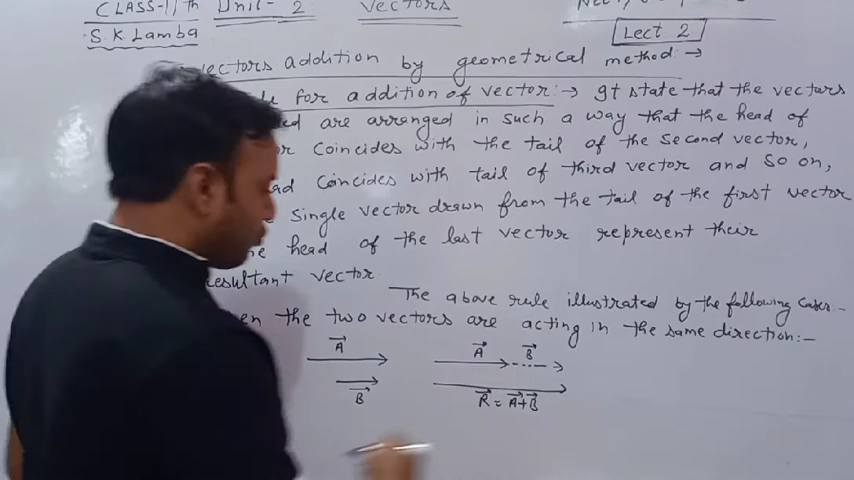 CLASS-11th Unit- 2 Vectors
S.K Lamba Lect 2
vectors addition by geometrical method:→
for addition of vector:→ It state that the vectors
are arranged in such a way that the head of
coincides with the tail of the second vector,
coincides with tail of third vector and so on,
single vector drawn from the tail of the first vector
head of the last vector represent their
resultant vector
The above rule illustrated by the following cases:-
the two vectors are acting in the same direction:-
A A B
B R = A+B